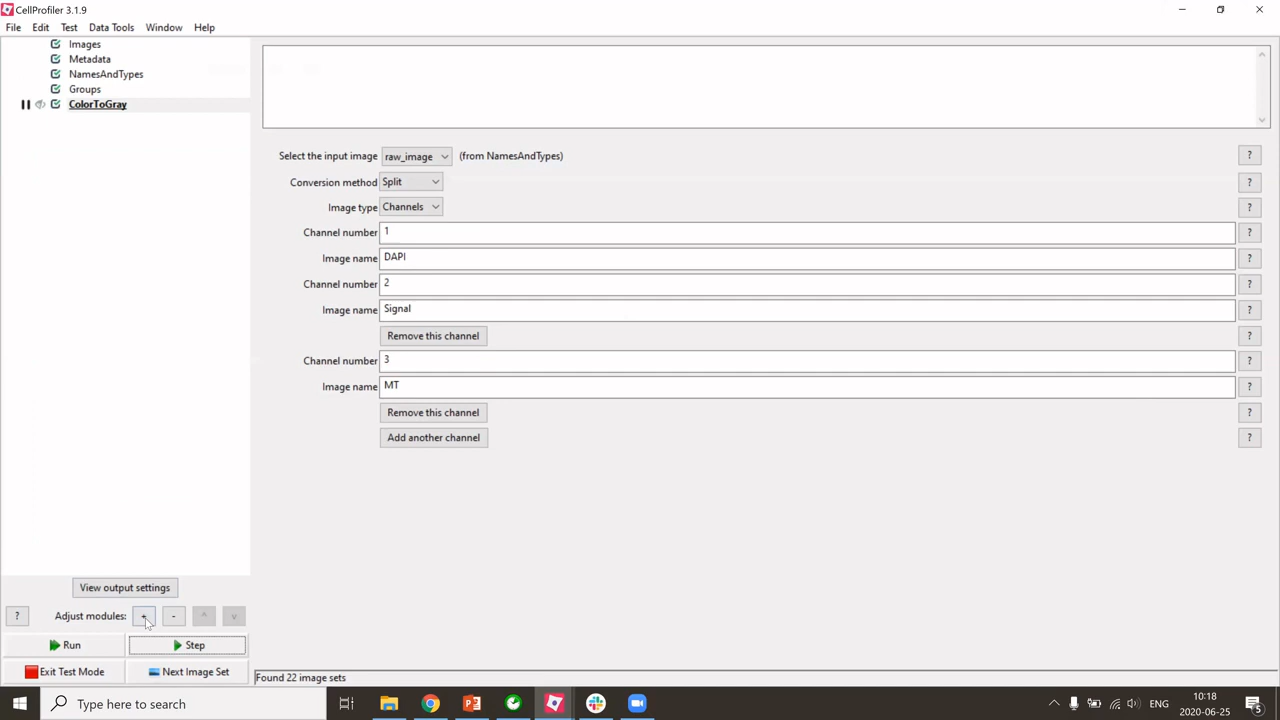 CellProfiler 3.1.9
File Edit Test Data Tools Window Help
Images
Metadata
NamesAndTypes
Groups
ColorToGray
Select the input image raw_image (from NamesAndTypes) ?
Conversion method Split ?
Image type Channels ?
Channel number 1 ?
Image name DAPI ?
Channel number 2 ?
Image name Signal ?
Remove this channel ?
Channel number 3 ?
Image name MT ?
Remove this channel ?
Add another channel ?
View output settings
? Adjust modules: + - ^ v
Run Step
Exit Test Mode Next Image Set
Found 22 image sets
Type here to search
ENG
10:18
2020-06-25
5